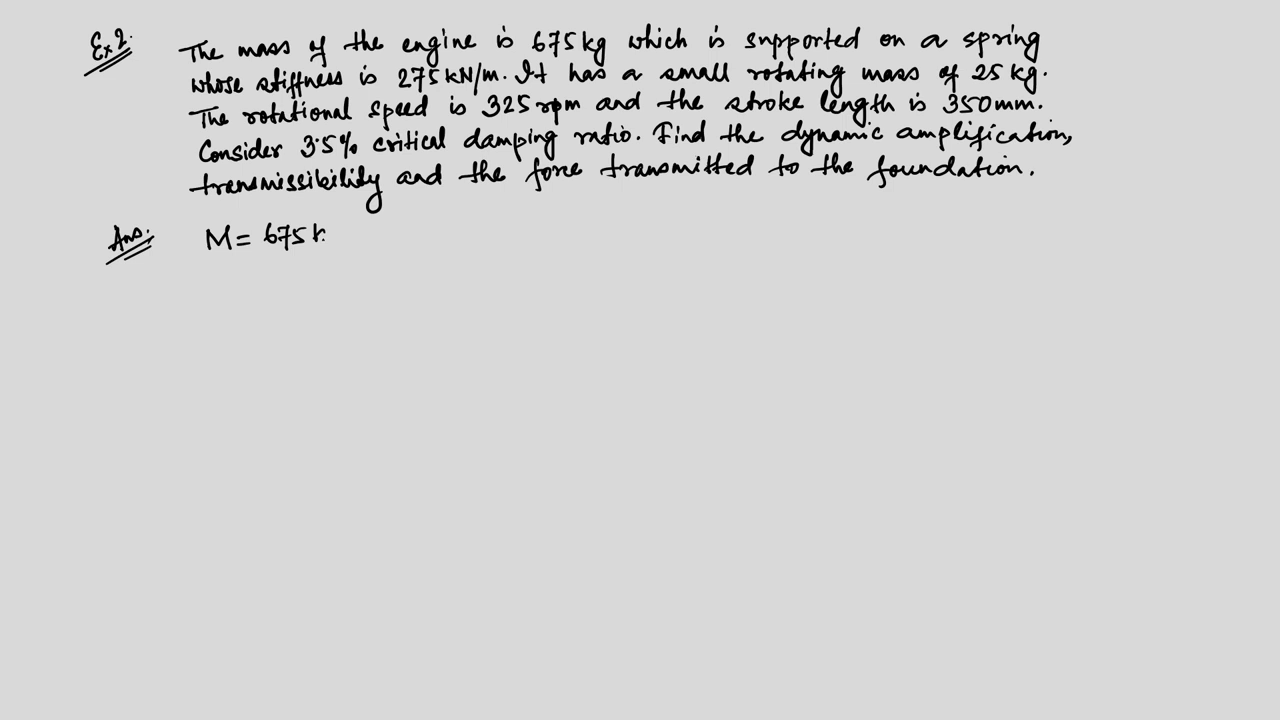 Ex 2.
The mass of the engine is 675 kg which is supported on a spring
whose stiffness is 275 kN/m. It has a small rotating mass of 25 kg.
The rotational speed is 325 rpm and the stroke length is 350 mm.
Consider 3.5% critical damping ratio. Find the dynamic amplification,
transmissibility and the force transmitted to the foundation.
Ans. M = 675 k